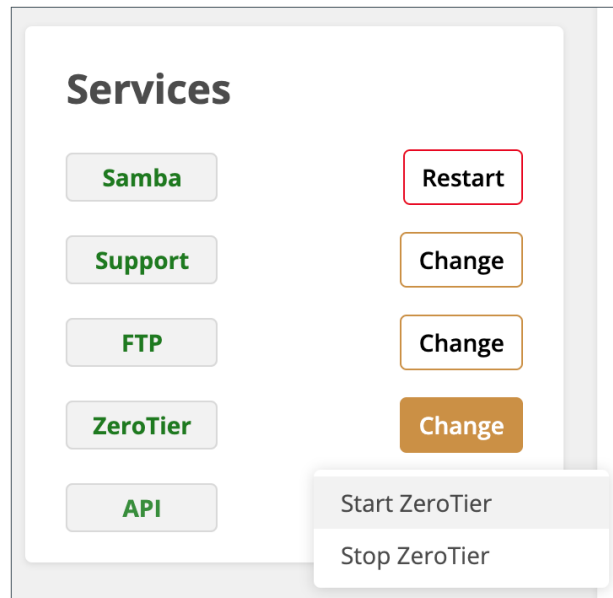 Services
Samba Restart
Support Change
FTP Change
ZeroTier Change
API
Start ZeroTier
Stop ZeroTier